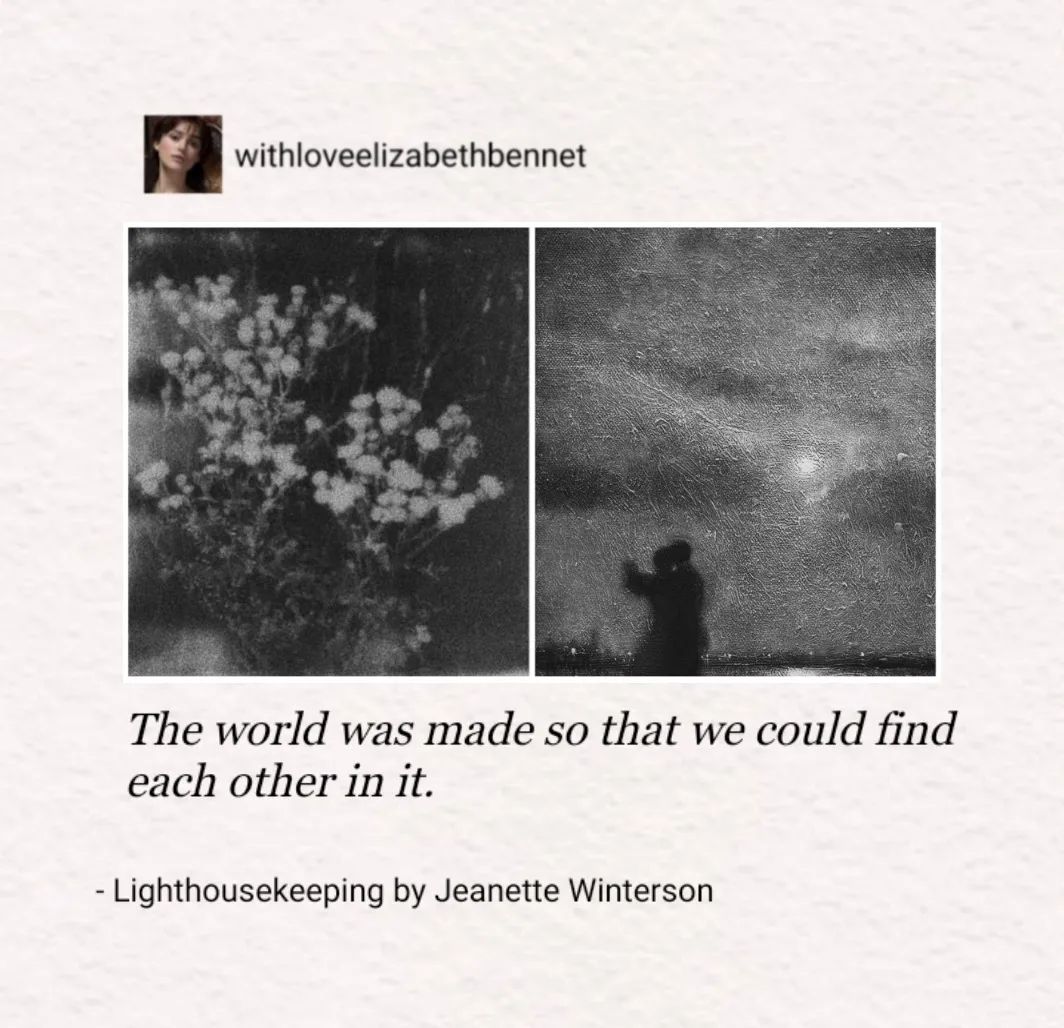 withloveelizabethbennet
The world was made so that we could find
each other in it.
- Lighthousekeeping by Jeanette Winterson